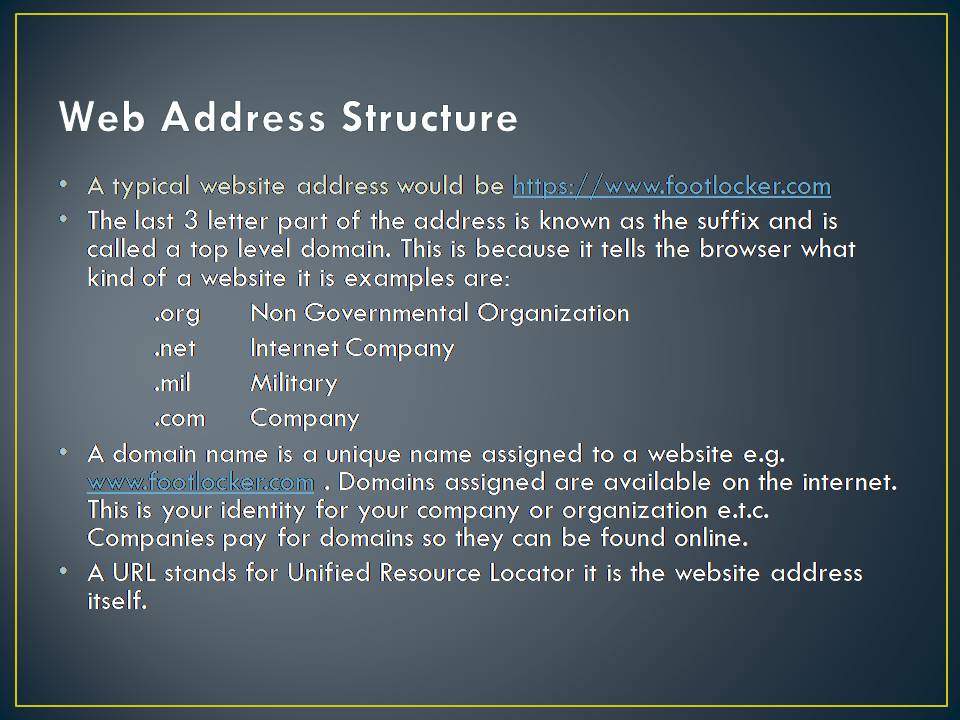 Web Address Structure
• A typical website address would be https://www.footlocker.com
• The last 3 letter part of the address is known as the suffix and is
called a top level domain. This is because it tells the browser what
kind of a website it is examples are:
.org Non Governmental Organization
.net Internet Company
.mil Military
.com Company
• A domain name is a unique name assigned to a website e.g.
www.footlocker.com . Domains assigned are available on the internet.
This is your identity for your company or organization e.t.c.
Companies pay for domains so they can be found online.
• A URL stands for Unified Resource Locator it is the website address
itself.